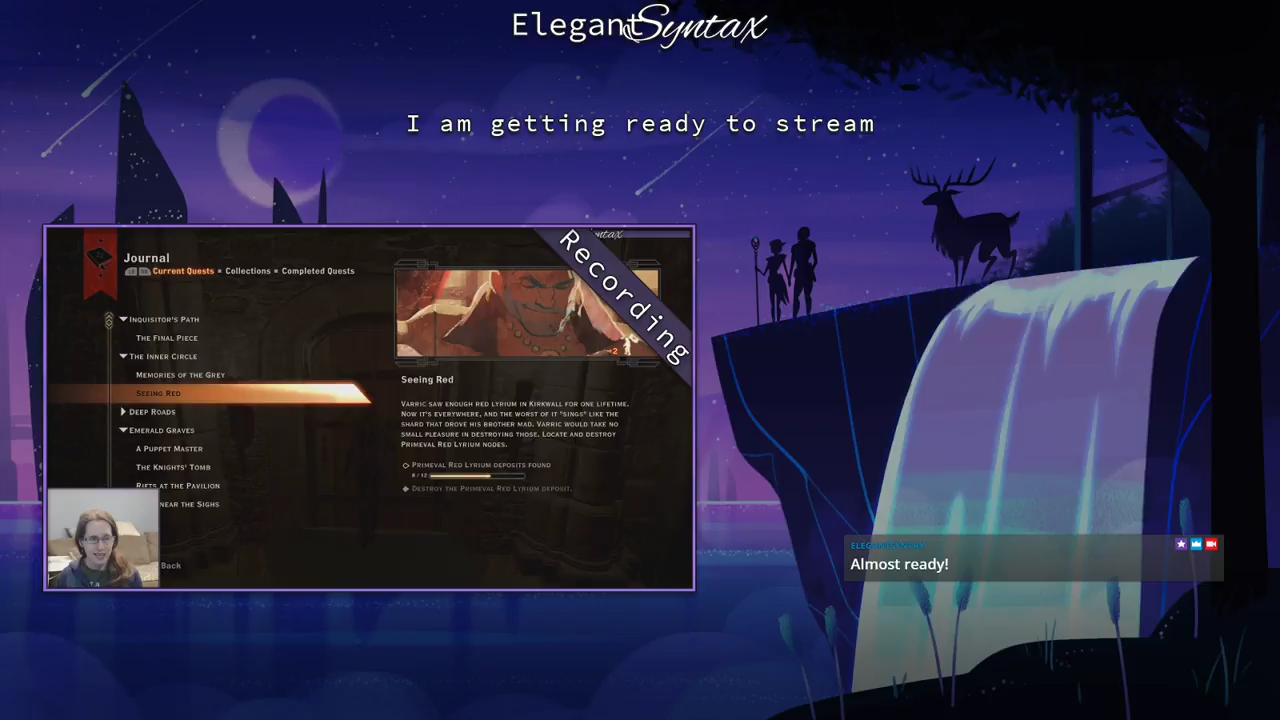 ElegantSyntax
I am getting ready to stream
Recording
Journal
Current Quests Collections Completed Quests
Inquisitor's Path
The Final Piece
The Inner Circle
Memories of the Grey
Seeing Red
Deep Roads
Emerald Graves
A Puppet Master
The Knights' Tomb
Rifts at the Pavilion
near the Sighs
Back
Seeing Red
Varric saw enough red lyrium in Kirkwall for one lifetime.
Now it's everywhere, and the worst of it "sings" like the
shard that drove his brother mad. Varric would take no
small pleasure in destroying those. Locate and destroy
Primeval Red Lyrium nodes.
Primeval Red Lyrium deposits found
8 / 12
Destroy the Primeval Red Lyrium deposit.
ELEGANTSYNTAX
Almost ready!